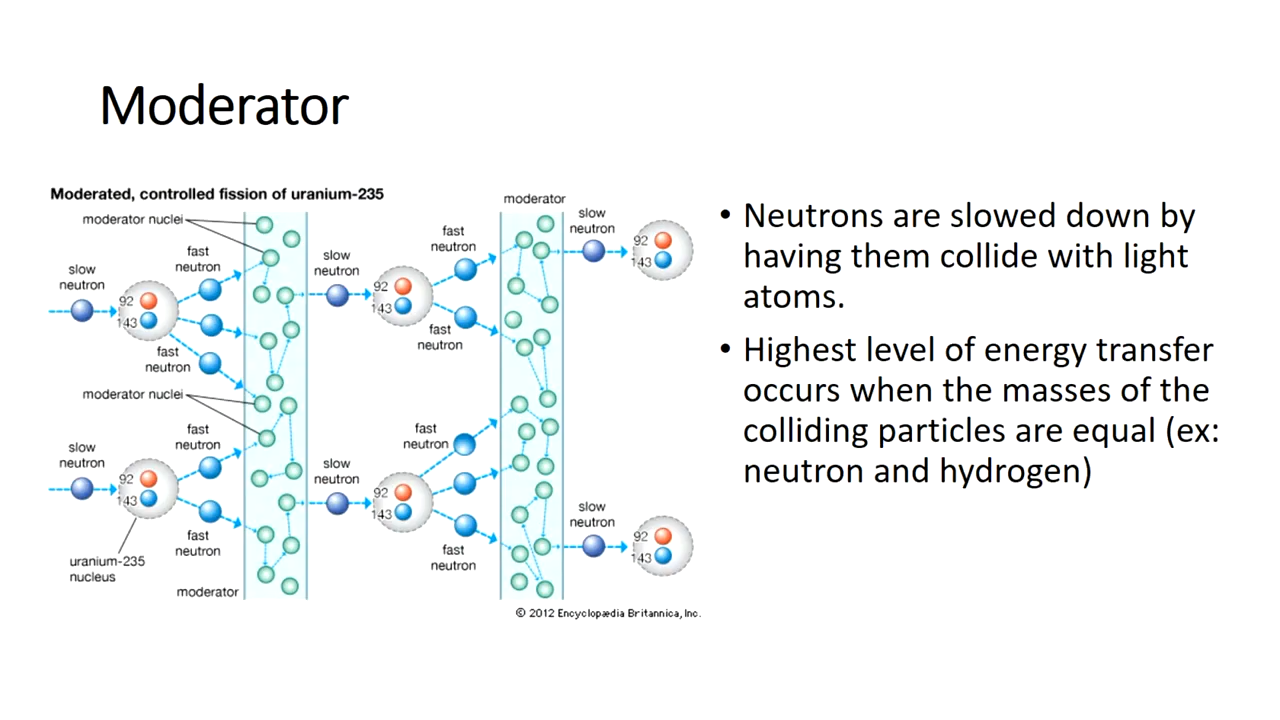 Moderator
Moderated, controlled fission of uranium-235
moderator nuclei
fast
neutron
slow
neutron
92
143
fast
neutron
moderator nuclei
fast
neutron
slow
neutron
92
143
fast
neutron
uranium-235
nucleus
moderator
slow
neutron
92
143
fast
neutron
fast
neutron
slow
neutron
92
143
fast
neutron
fast
neutron
moderator
slow
neutron
92
143
slow
neutron
92
143
© 2012 Encyclopædia Britannica, Inc.
• Neutrons are slowed down by
having them collide with light
atoms.
• Highest level of energy transfer
occurs when the masses of the
colliding particles are equal (ex:
neutron and hydrogen)